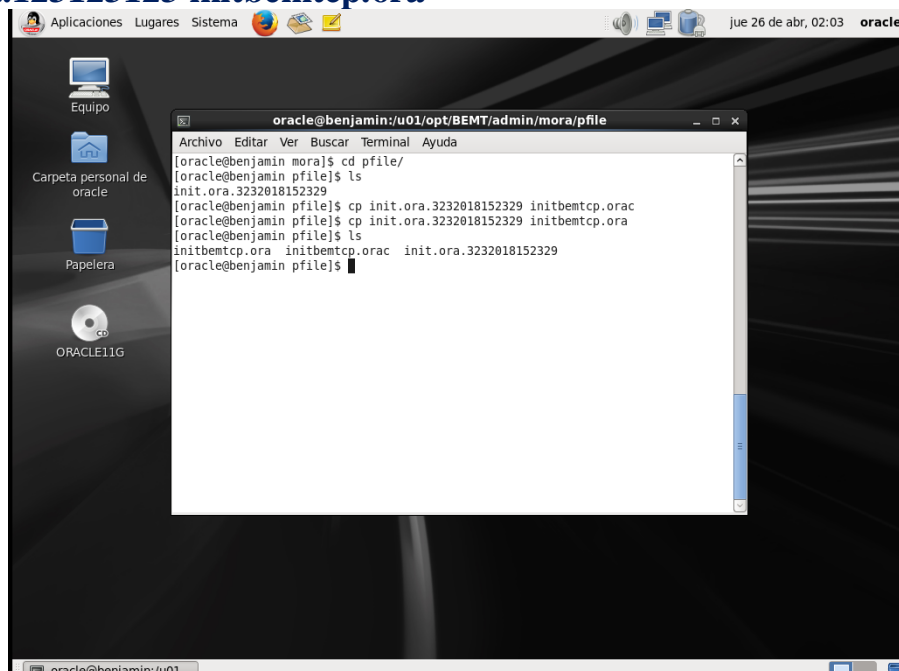 Aplicaciones Lugares Sistema jue 26 de abr, 02:03 oracle
Equipo
Carpeta personal de
oracle
Papelera
ORACLE11G
oracle@benjamin:/u01/opt/BEMT/admin/mora/pfile
Archivo Editar Ver Buscar Terminal Ayuda
[oracle@benjamin mora]$ cd pfile/
[oracle@benjamin pfile]$ ls
init.ora.3232018152329
[oracle@benjamin pfile]$ cp init.ora.3232018152329 initbemtcp.orac
[oracle@benjamin pfile]$ cp init.ora.3232018152329 initbemtcp.ora
[oracle@benjamin pfile]$ ls
initbemtcp.ora initbemtcp.orac init.ora.3232018152329
[oracle@benjamin pfile]$